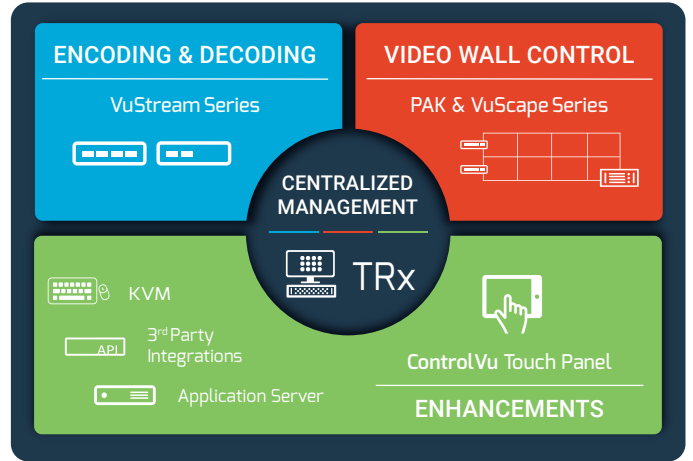 ENCODING & DECODING
VuStream Series
VIDEO WALL CONTROL
PAK & VuScape Series
CENTRALIZED
MANAGEMENT
TRx
KVM
API
3rd Party
Integrations
Application Server
ControlVu Touch Panel
ENHANCEMENTS